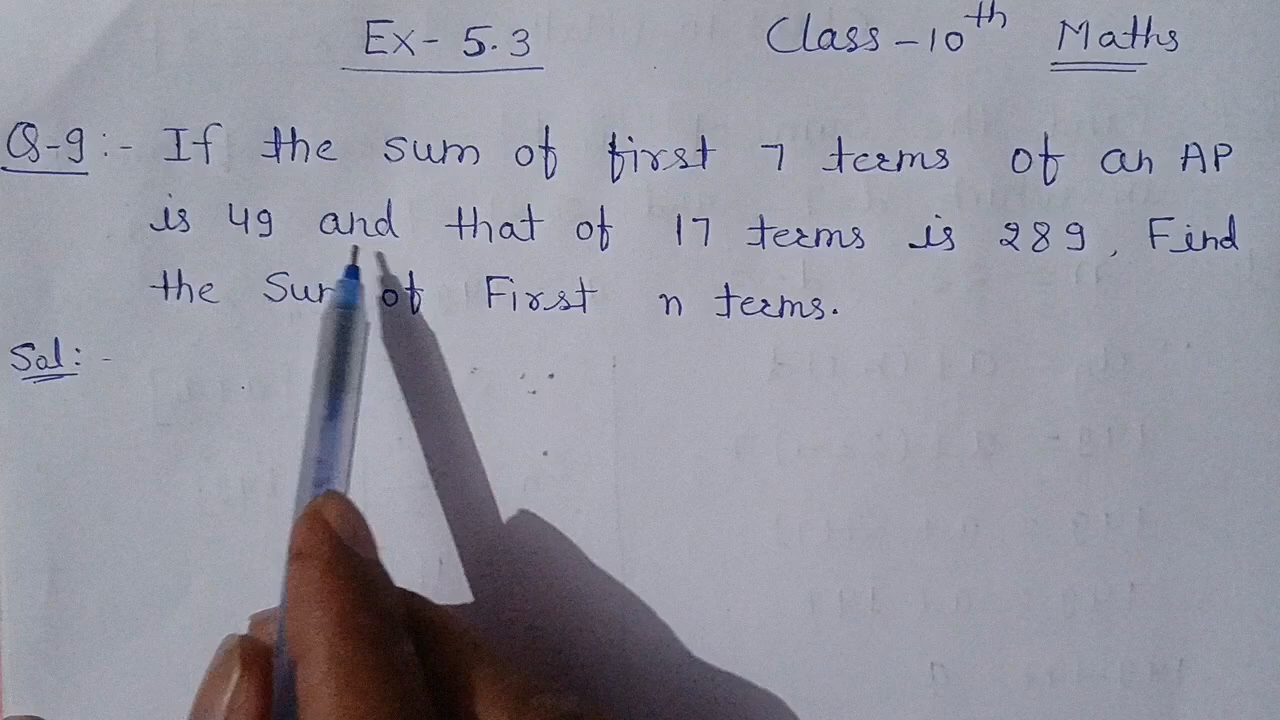 Ex- 5.3 Class -10th Maths
Q-9:- If the sum of first 7 terms of an AP
is 49 and that of 17 terms is 289, Find
the of First n terms.
Sol:-